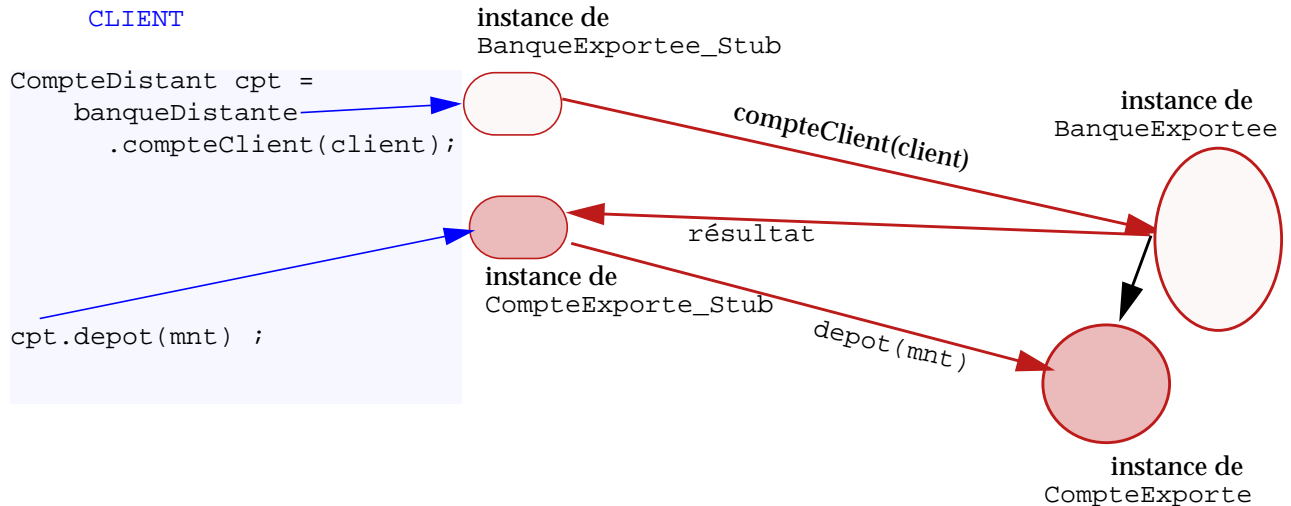 CLIENT
instance de
BanqueExportee_Stub
CompteDistant cpt =
banqueDistante
.compteClient(client);
compteClient(client)
instance de
BanqueExportee
résultat
instance de
CompteExporte_Stub
cpt.depot(mnt) ;
depot(mnt)
instance de
CompteExporte